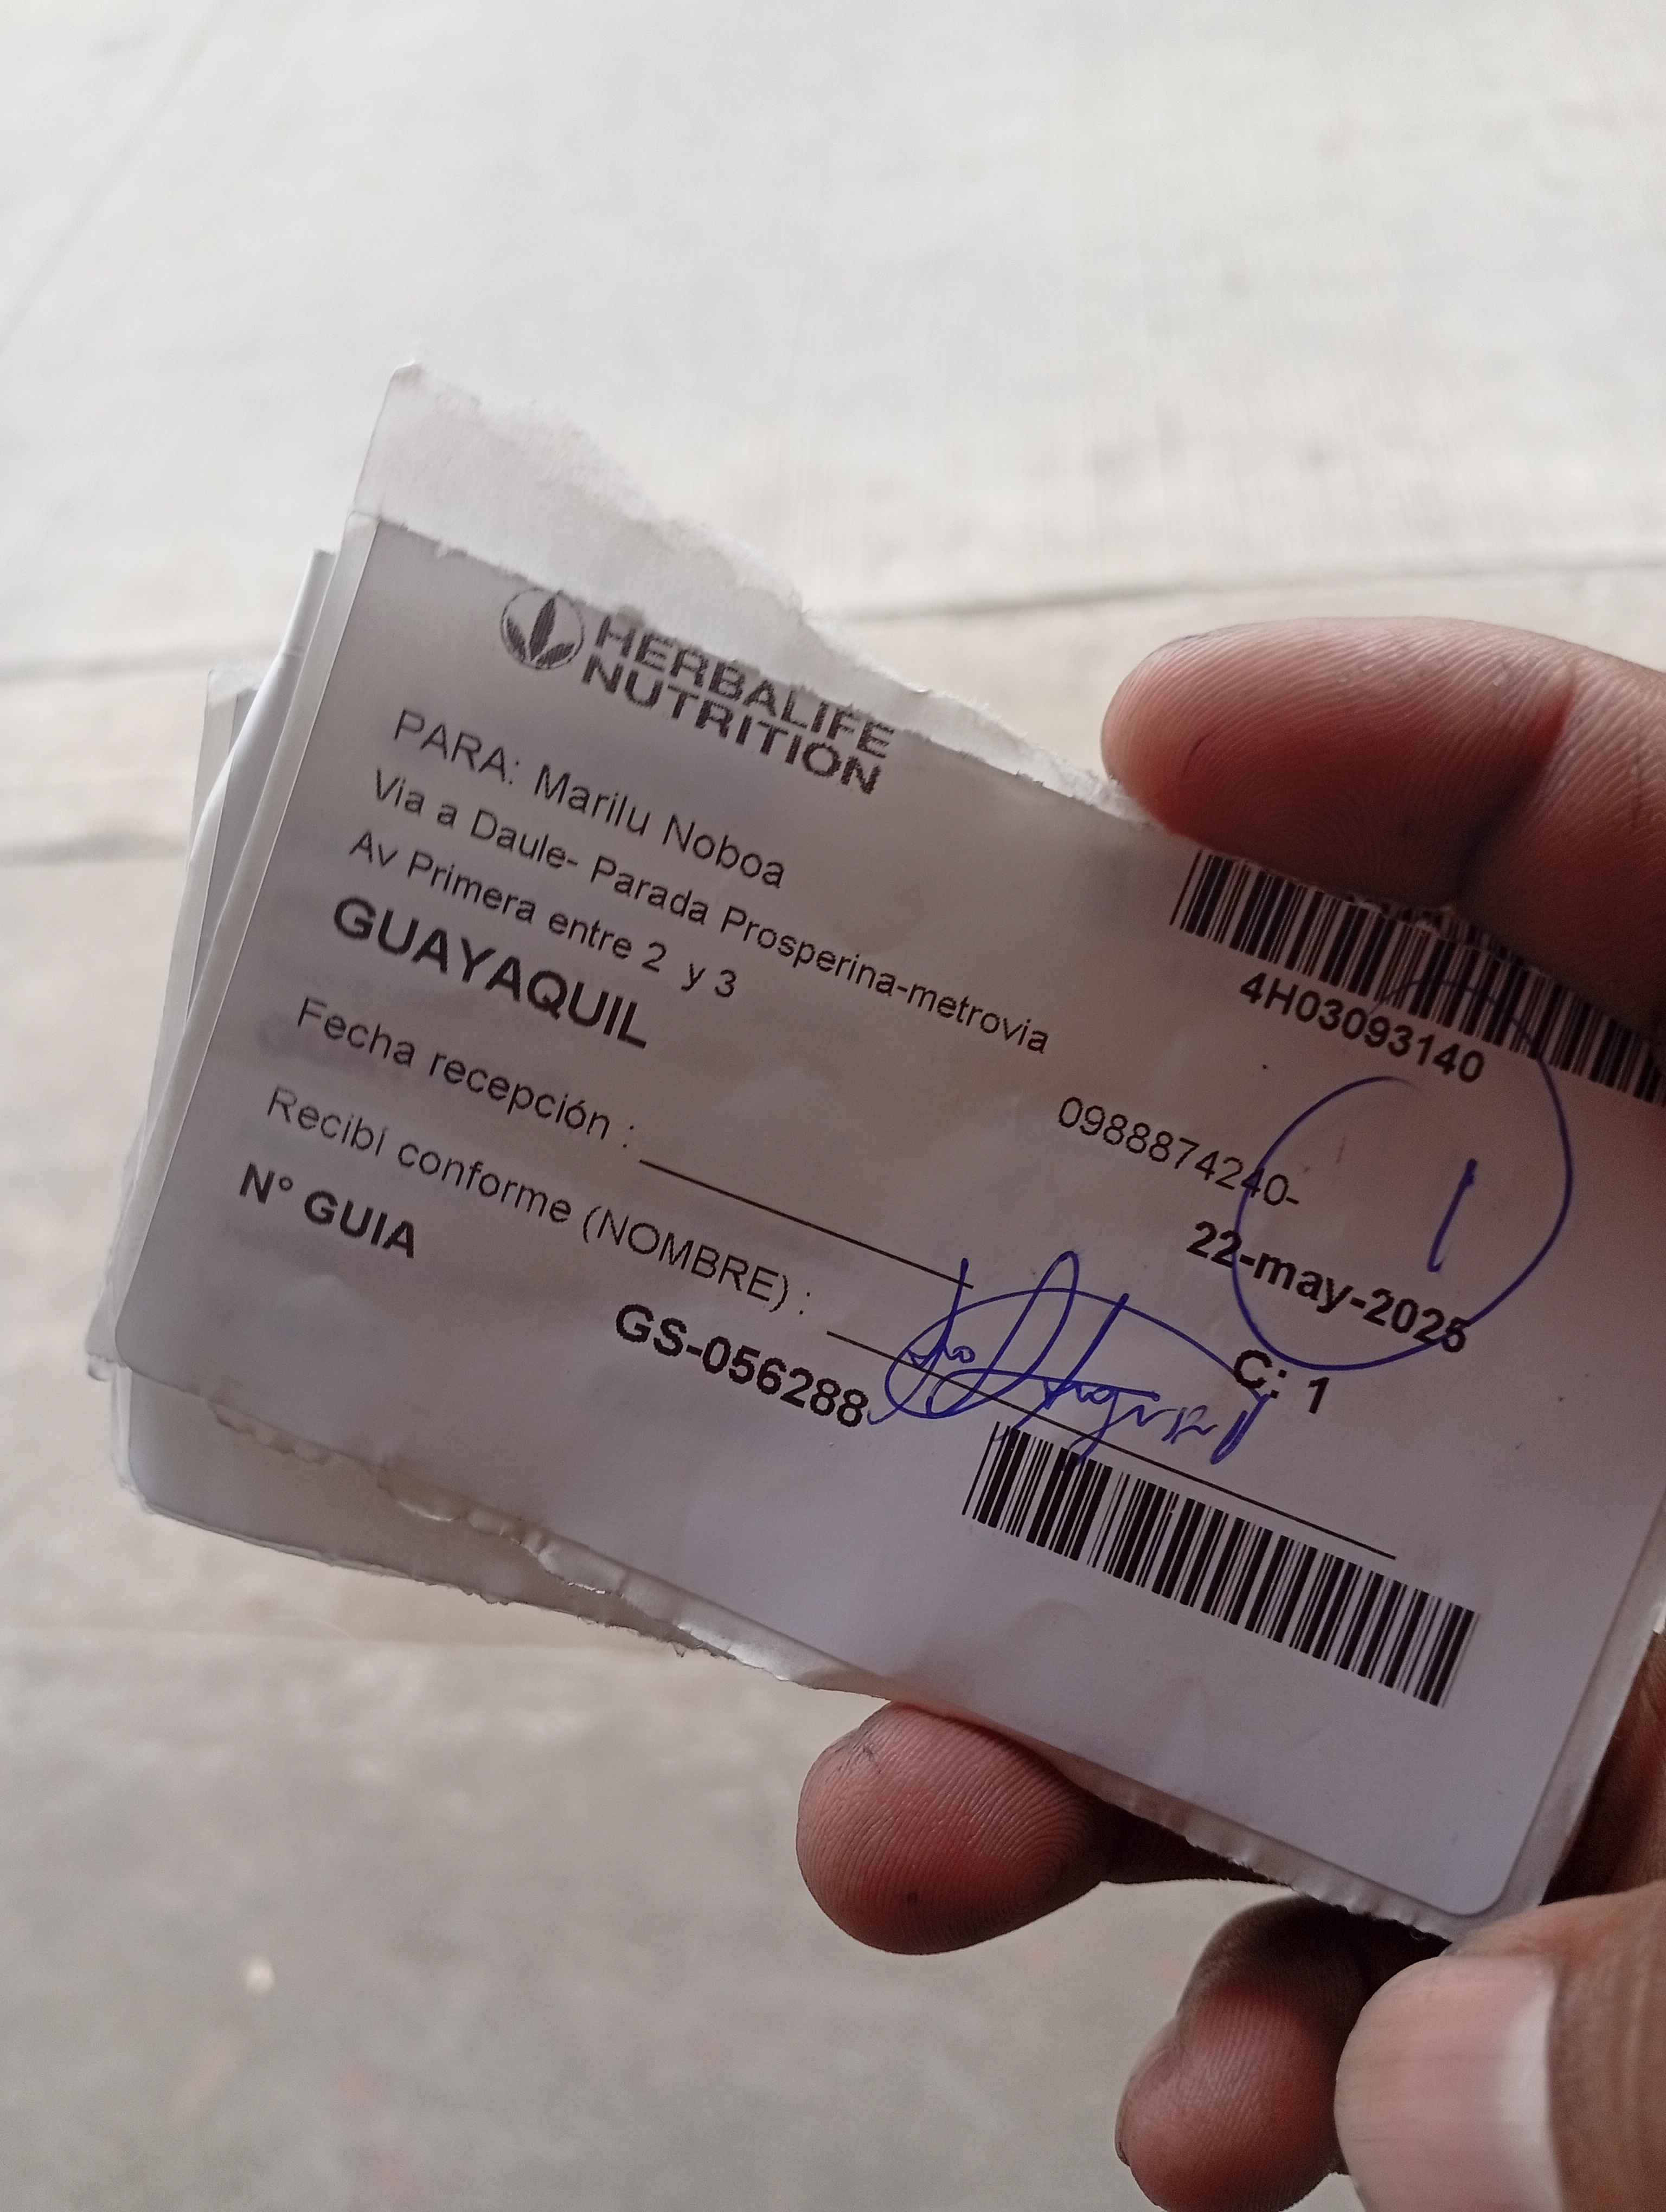 HERBALIFE
NUTRITION
PARA: Marilu Noboa
4H03093140
Via a Daule- Parada Prosperina-metrovia
0988874240-
Av Primera entre 2 y 3
GUAYAQUIL
22-may-2025
1
Fecha recepción :
C: 1
Recibí conforme (NOMBRE) :
N° GUIA
GS-056288